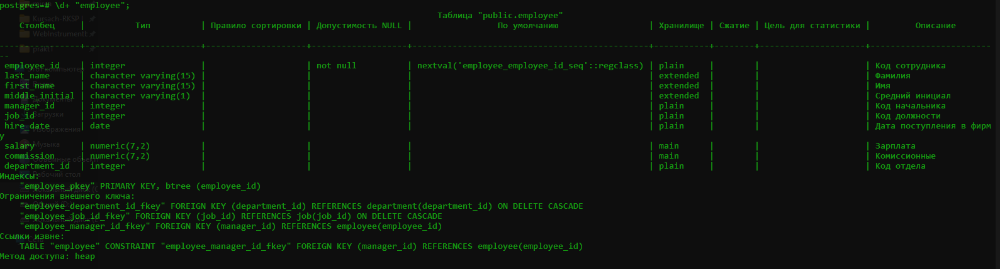 postgres=# \d+ "employee";
Таблица "public.employee"
Столбец | Тип | Правило сортировки | Допустимость NULL | По умолчанию | Хранилище | Сжатие | Цель для статистики | Описание
----------------+-----------------------+--------------------+-------------------+-----------------------------------------------+-----------+--------+---------------------+------------------------
--
employee_id | integer | | not null | nextval('employee_employee_id_seq'::regclass) | plain | | | Код сотрудника
last_name | character varying(15) | | | | extended | | | Фамилия
first_name | character varying(15) | | | | extended | | | Имя
middle_initial | character varying(1) | | | | extended | | | Средний инициал
manager_id | integer | | | | plain | | | Код начальника
job_id | integer | | | | plain | | | Код должности
hire_date | date | | | | plain | | | Дата поступления в фирм
у
salary | numeric(7,2) | | | | main | | | Зарплата
commission | numeric(7,2) | | | | main | | | Комиссионные
department_id | integer | | | | plain | | | Код отдела
Индексы:
"employee_pkey" PRIMARY KEY, btree (employee_id)
Ограничения внешнего ключа:
"employee_department_id_fkey" FOREIGN KEY (department_id) REFERENCES department(department_id) ON DELETE CASCADE
"employee_job_id_fkey" FOREIGN KEY (job_id) REFERENCES job(job_id) ON DELETE CASCADE
"employee_manager_id_fkey" FOREIGN KEY (manager_id) REFERENCES employee(employee_id)
Ссылки извне:
TABLE "employee" CONSTRAINT "employee_manager_id_fkey" FOREIGN KEY (manager_id) REFERENCES employee(employee_id)
Метод доступа: heap